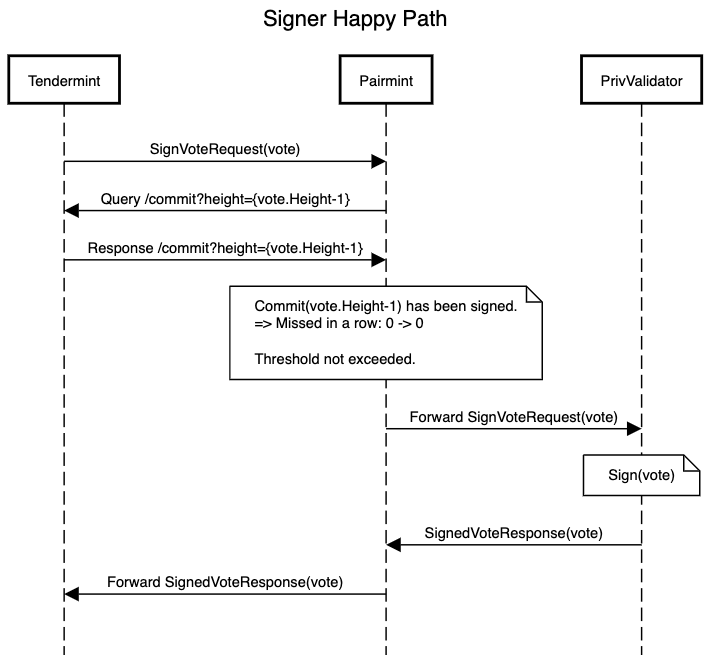 Signer Happy Path
Tendermint
Pairmint
PrivValidator
SignVoteRequest(vote)
Query /commit?height={vote.Height-1}
Response /commit?height={vote.Height-1}
Commit(vote.Height-1) has been signed.
=> Missed in a row: 0 -> 0
Threshold not exceeded.
Forward SignVoteRequest(vote)
Sign(vote)
SignedVoteResponse(vote)
Forward SignedVoteResponse(vote)